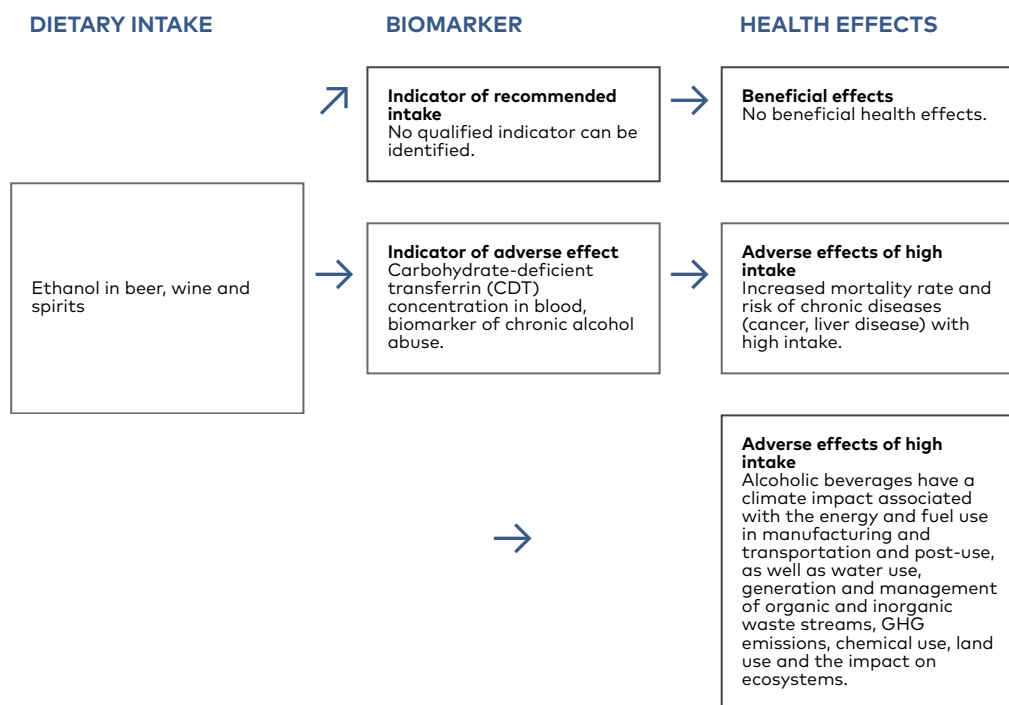 DIETARY INTAKE
BIOMARKER
HEALTH EFFECTS
Indicator of recommended
intake
No qualified indicator can be
identified.
Beneficial effects
No beneficial health effects.
Ethanol in beer, wine and
spirits
Indicator of adverse effect
Carbohydrate-deficient
transferrin (CDT)
concentration in blood,
biomarker of chronic alcohol
abuse.
Adverse effects of high
intake
Increased mortality rate and
risk of chronic diseases
(cancer, liver disease) with
high intake.
Adverse effects of high
intake
Alcoholic beverages have a
climate impact associated
with the energy and fuel use
in manufacturing and
transportation and post-use,
as well as water use,
generation and management
of organic and inorganic
waste streams, GHG
emissions, chemical use, land
use and the impact on
ecosystems.